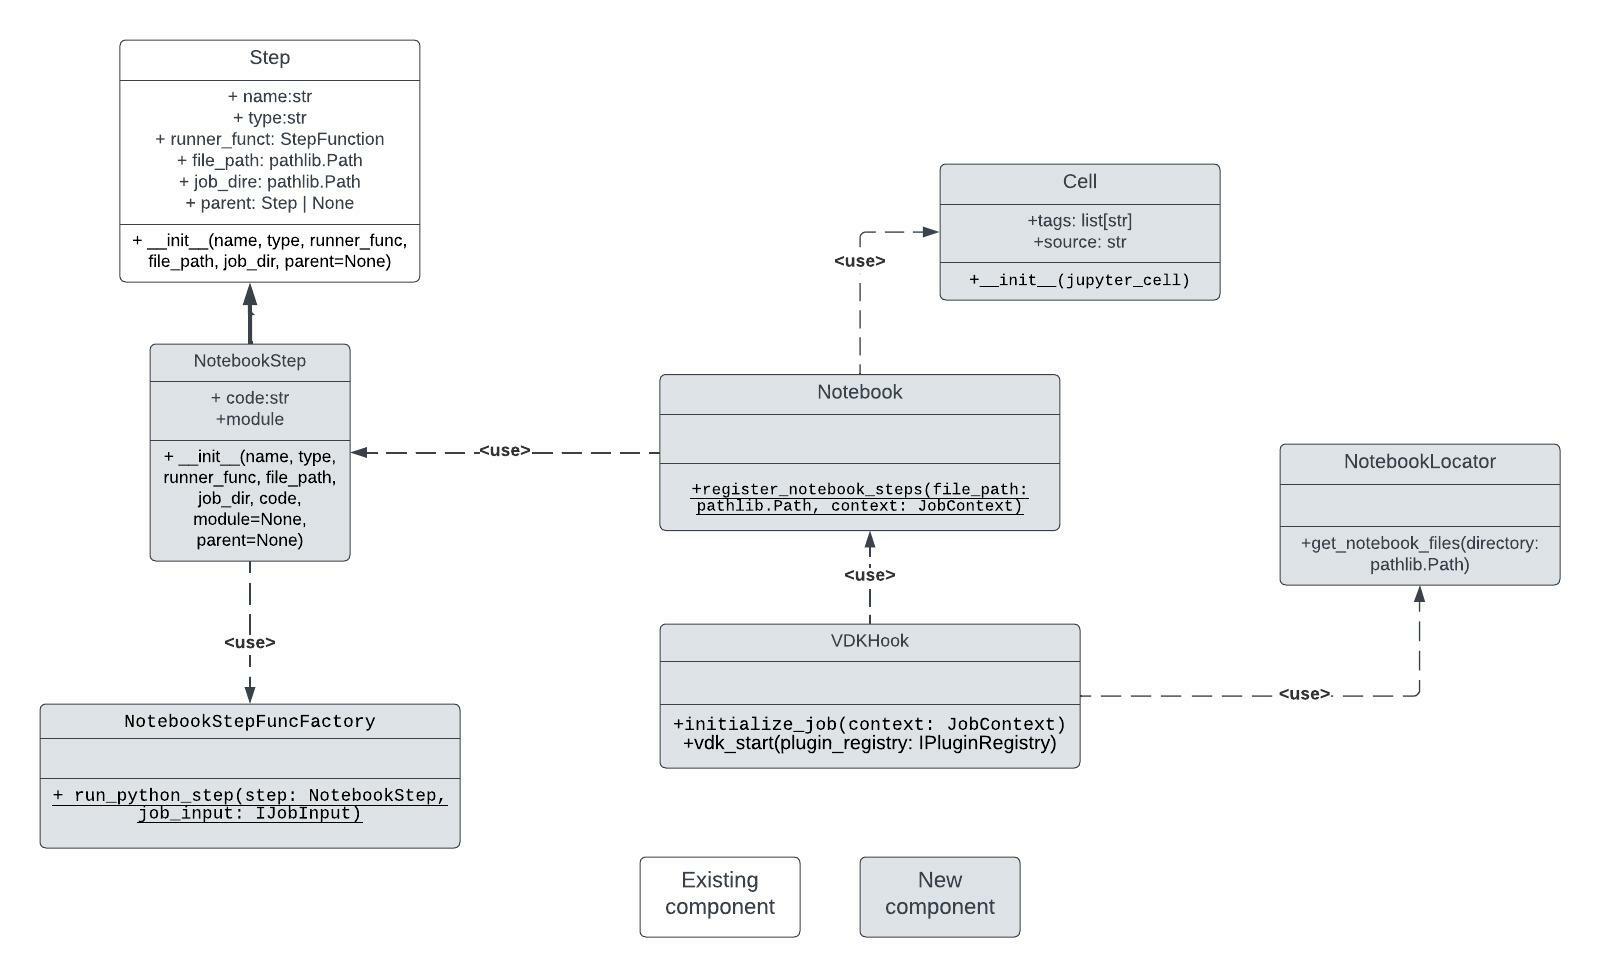 Step
+ name:str
+ type:str
+ runner_funct: StepFunction
+ file_path: pathlib.Path
+ job_dire: pathlib.Path
+ parent: Step | None
+ __init__(name, type, runner_func,
file_path, job_dir, parent=None)
Cell
+tags: list[str]
+source: str
+__init__(jupyter_cell)
<use>
NotebookStep
+ code:str
+module
+ __init__(name, type,
runner_func, file_path,
job_dir, code,
module=None,
parent=None)
<use>
Notebook
+register_notebook_steps(file_path:
pathlib.Path, context: JobContext)
NotebookLocator
+get_notebook_files(directory:
pathlib.Path)
<use>
<use>
VDKHook
+initialize_job(context: JobContext)
+vdk_start(plugin_registry: IPluginRegistry)
<use>
NotebookStepFuncFactory
+ run_python_step(step: NotebookStep,
job_input: IJobInput)
Existing
component
New
component